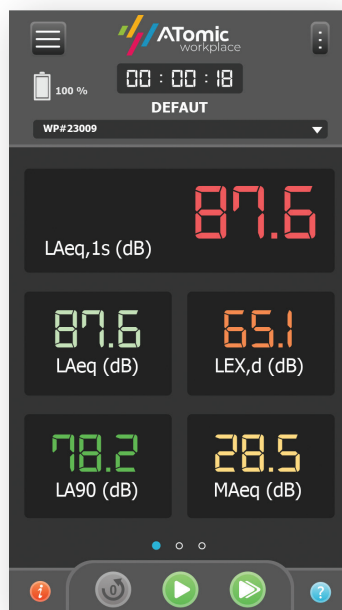 ATomic
workplace
100 %
00 : 00 : 18
DEFAUT
WP#23009
87.6
LAeq,1s (dB)
87.6
LAeq (dB)
65.1
LEX,d (dB)
78.2
LA90 (dB)
28.5
MAeq (dB)
i
0
?